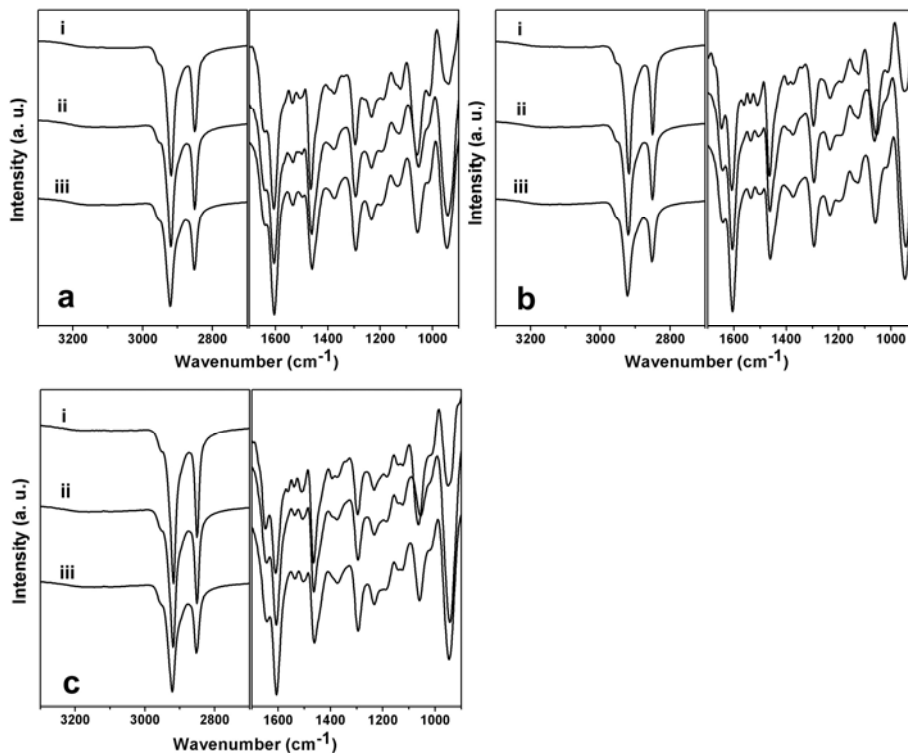 i
ii
iii
a
Intensity (a. u.)
3200 3000 2800 1600 1400 1200 1000
Wavenumber (cm-1)
i
ii
iii
b
Intensity (a. u.)
3200 3000 2800 1600 1400 1200 1000
Wavenumber (cm-1)
i
ii
iii
c
Intensity (a. u.)
3200 3000 2800 1600 1400 1200 1000
Wavenumber (cm-1)